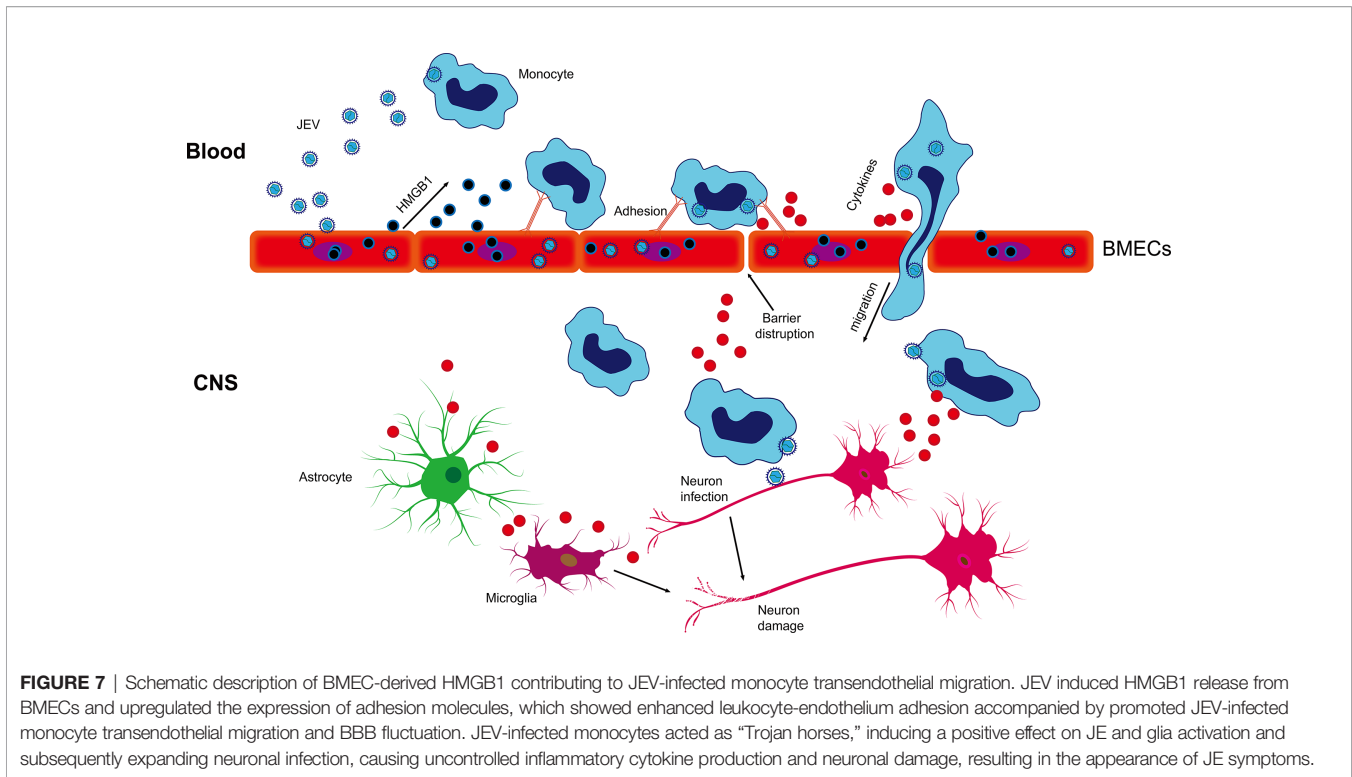 Monocyte
JEV
Blood
HMGB1
Cytokines
Adhesion
BMECs
migration
Barrier
distruption
CNS
Astrocyte
Neuron
infection
Microglia
Neuron
damage
FIGURE 7 | Schematic description of BMEC-derived HMGB1 contributing to JEV-infected monocyte transendothelial migration. JEV induced HMGB1 release from
BMECs and upregulated the expression of adhesion molecules, which showed enhanced leukocyte-endothelium adhesion accompanied by promoted JEV-infected
monocyte transendothelial migration and BBB fluctuation. JEV-infected monocytes acted as “Trojan horses,” inducing a positive effect on JE and glia activation and
subsequently expanding neuronal infection, causing uncontrolled inflammatory cytokine production and neuronal damage, resulting in the appearance of JE symptoms.